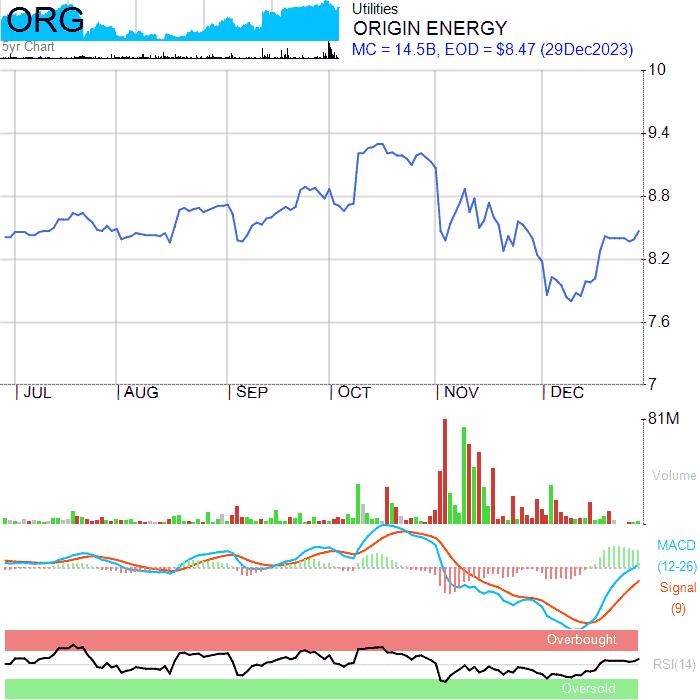 ORG
5yr Chart
Utilities
ORIGIN ENERGY
MC = 14.5B, EOD = $8.47 (29Dec2023)
10
9.4
8.8
8.2
7.6
7
JUL AUG SEP OCT NOV DEC
81M
Volume
MACD
(12-26)
Signal
(9)
Overbought
RSI(14)
Oversold